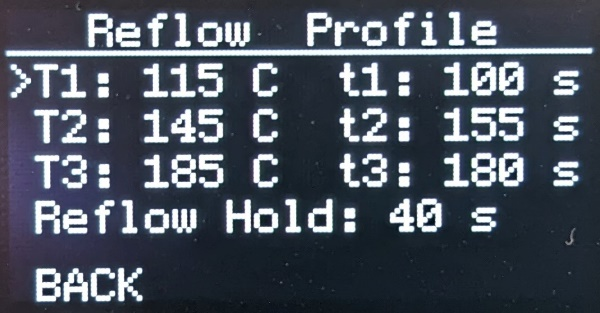 Reflow Profile
>T1: 115 C t1: 100 s
T2: 145 C t2: 155 s
T3: 185 C t3: 180 s
Reflow Hold: 40 s
BACK